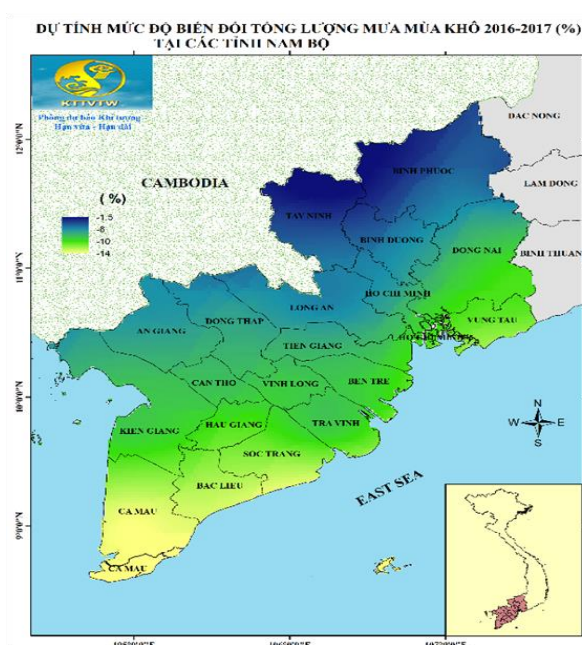 DỰ TÍNH MỨC ĐỘ BIẾN ĐỔI TỔNG LƯỢNG MƯA MÙA KHÔ 2016-2017 (%)
TẠI CÁC TỈNH NAM BỘ
KTTVTW
Phòng dự báo Khí tượng
Hạn vừa - Hạn dài
DAC NONG
BINH PHUOC
CAMBODIA
LAM DONG
( %)
-1.5
-8
-10
-14
TAY NINH
BINH DUONG
DONG NAI
BINH THUAN
HO CHI MINH
LONG AN
VUNG TAU
AN GIANG
DONG THAP
TIEN GIANG
CAN THO
VINH LONG
BEN TRE
N
W E
S
KIEN GIANG
HAU GIANG
TRA VINH
SOC TRANG
BAC LIEU
EAST SEA
CA MAU
CA MAU